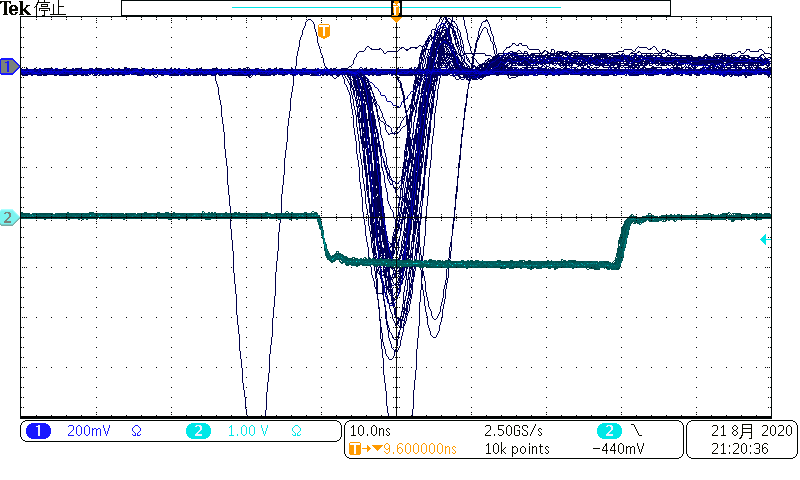 Tek 停止
T
1
2
1 200mV Ω 2 1.00 V Ω 10.0ns 2.50GS/s 2 21 8月 2020
T→▼9.600000ns 10k points −440mV 21:20:36